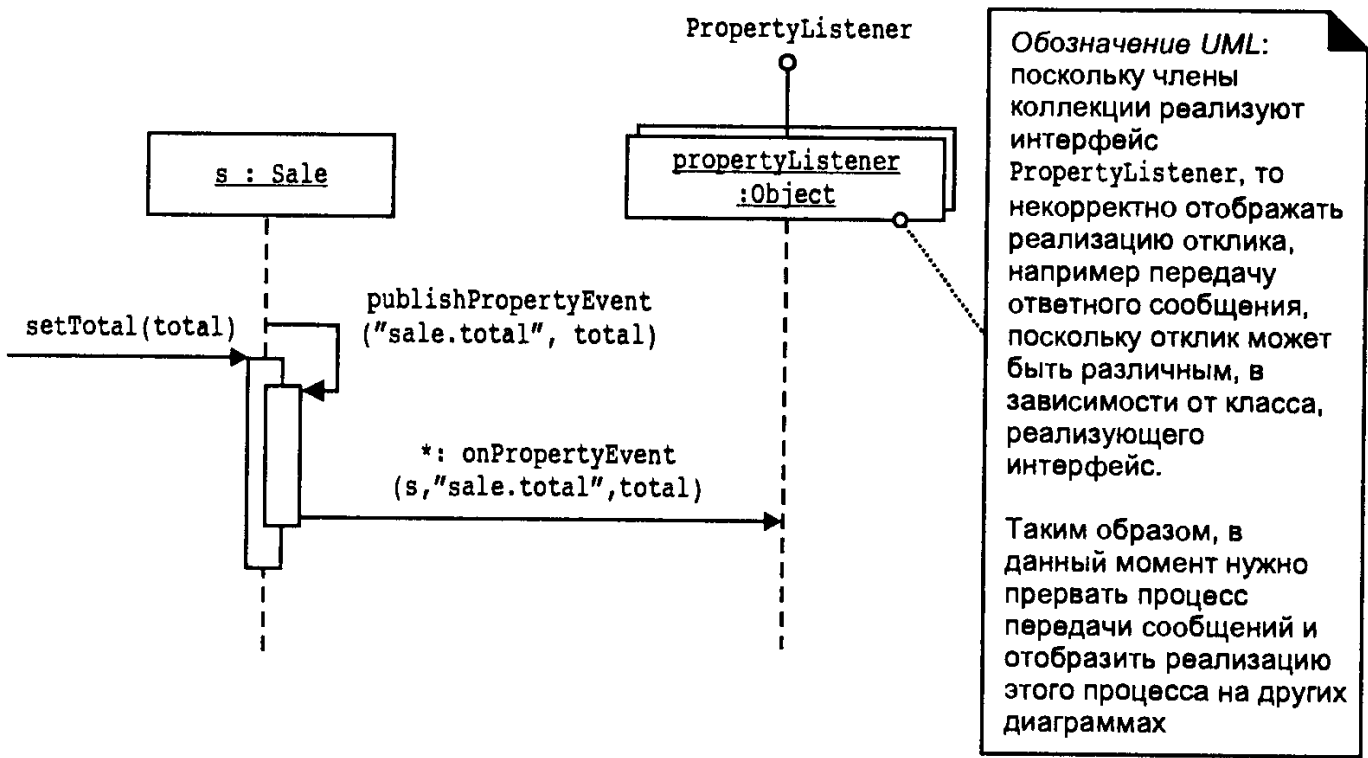 PropertyListener
s : Sale
propertyListener
:Object
setTotal(total)
publishPropertyEvent
("sale.total", total)
*: onPropertyEvent
(s,"sale.total",total)
Обозначение UML:
поскольку члены
коллекции реализуют
интерфейс
PropertyListener, то
некорректно отображать
реализацию отклика,
например передачу
ответного сообщения,
поскольку отклик может
быть различным, в
зависимости от класса,
реализующего
интерфейс.
Таким образом, в
данный момент нужно
прервать процесс
передачи сообщений и
отобразить реализацию
этого процесса на других
диаграммах